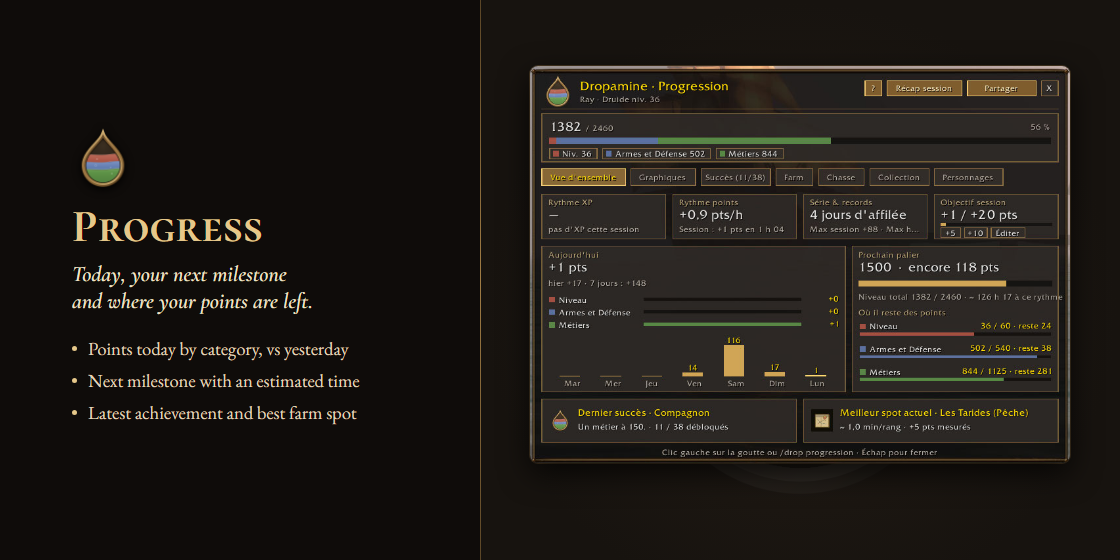 Progress
Today, your next milestone
and where your points are left.
• Points today by category, vs yesterday
• Next milestone with an estimated time
• Latest achievement and best farm spot
Dropamine · Progression
Ray · Druide niv. 36
?
Récap session
Partager
X
1382 / 2460
56 %
Niv. 36
Armes et Défense 502
Métiers 844
Vue d'ensemble
Graphiques
Succès (11/38)
Farm
Chasse
Collection
Personnages
Rythme XP
—
pas d'XP cette session
Rythme points
+0,9 pts/h
Session : +1 pts en 1 h 04
Série & records
4 jours d'affilée
Max session +88 · Max h...
Objectif session
+1 / +20 pts
+5
+10
Éditer
Aujourd'hui
+1 pts
hier +17 · 7 jours : +148
Niveau +0
Armes et Défense +0
Métiers +1
116
14
17
1
Mar Mer Jeu Ven Sam Dim Lun
Prochain palier
1500 · encore 118 pts
Niveau total 1382 / 2460 · ~ 126 h 17 à ce rythme
Où il reste des points
Niveau 36 / 60 · reste 24
Armes et Défense 502 / 540 · reste 38
Métiers 844 / 1125 · reste 281
Dernier succès · Compagnon
Un métier à 150. · 11 / 38 débloqués
Meilleur spot actuel · Les Tarides (Pêche)
~ 1,0 min/rang · +5 pts mesurés
Clic gauche sur la goutte ou /drop progression · Échap pour fermer